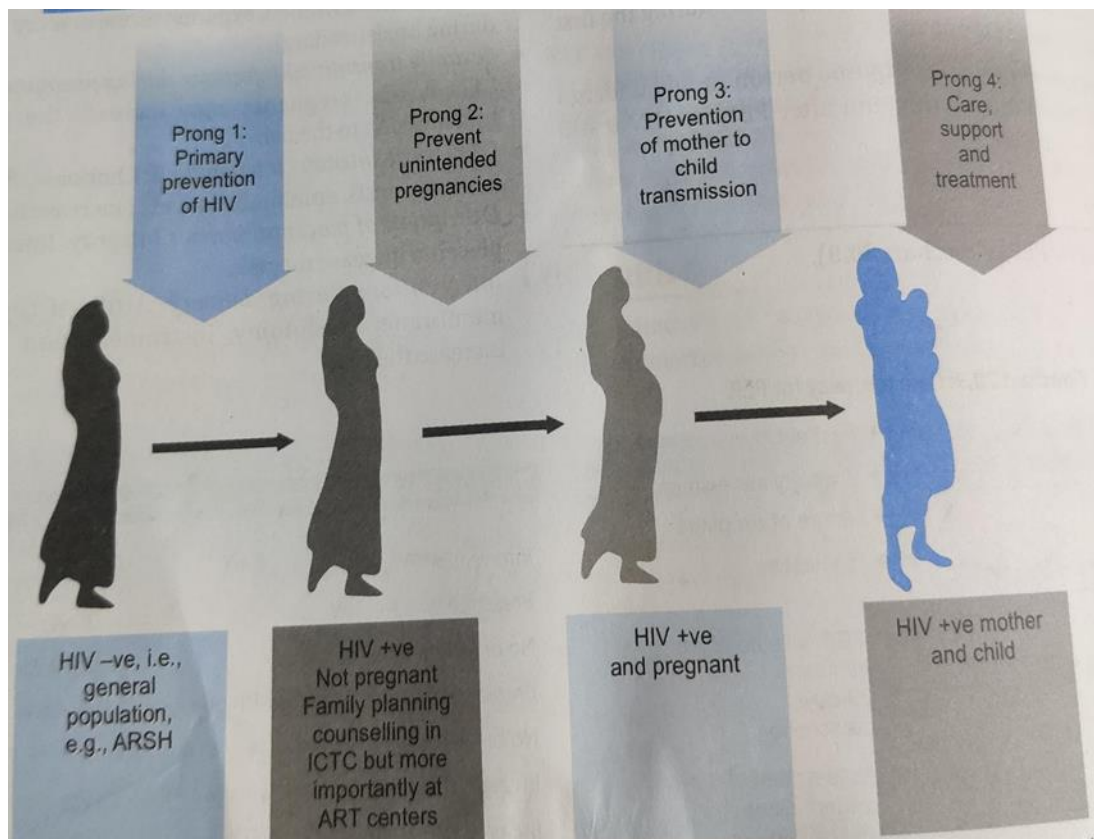 Prong 1:
Primary
prevention
of HIV
Prong 2:
Prevent
unintended
pregnancies
Prong 3:
Prevention
of mother to
child
transmission
Prong 4:
Care,
support
and
treatment
HIV –ve, i.e.,
general
population,
e.g., ARSH
HIV +ve
Not pregnant
Family planning
counselling in
ICTC but more
importantly at
ART centers
HIV +ve
and pregnant
HIV +ve mother
and child